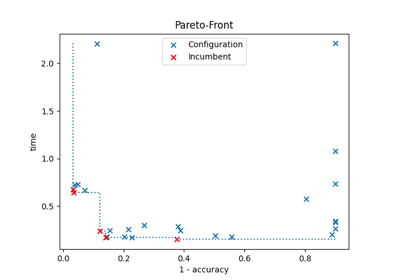 Pareto-Front
Configuration
Incumbent
2.0
1.5
1.0
0.5
time
0.0 0.2 0.4 0.6 0.8
1 - accuracy